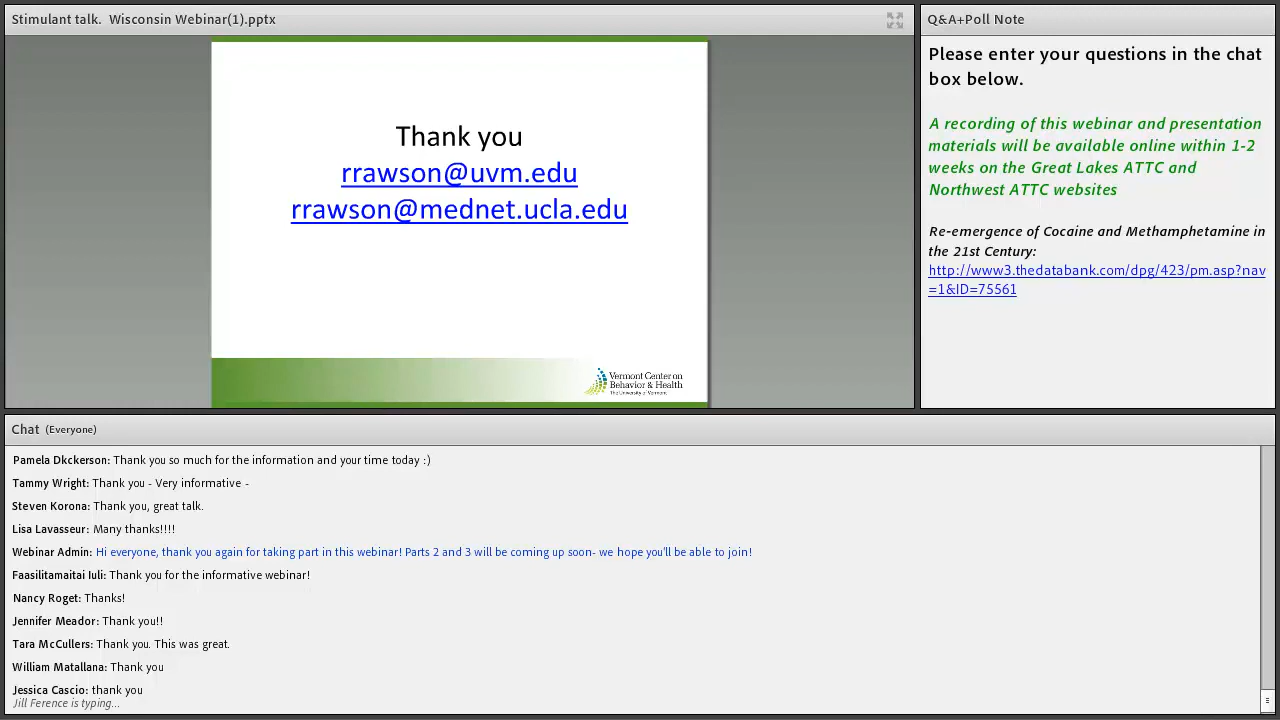 Stimulant talk.  Wisconsin Webinar(1).pptx
Thank you
rrawson@uvm.edu
rrawson@mednet.ucla.edu
Vermont Center on
Behavior & Health
The University of Vermont
Q&A+Poll Note
Please enter your questions in the chat
box below.
A recording of this webinar and presentation
materials will be available online within 1-2
weeks on the Great Lakes ATTC and
Northwest ATTC websites
Re-emergence of Cocaine and Methamphetamine in
the 21st Century:
http://www3.thedatabank.com/dpg/423/pm.asp?nav
=1&ID=75561
Chat (Everyone)
Pamela Dkckerson: Thank you so much for the information and your time today :)
Tammy Wright: Thank you - Very informative -
Steven Korona: Thank you, great talk.
Lisa Lavasseur: Many thanks!!!!
Webinar Admin: Hi everyone, thank you again for taking part in this webinar! Parts 2 and 3 will be coming up soon- we hope you'll be able to join!
Faasilitamaitai Iuli: Thank you for the informative webinar!
Nancy Roget: Thanks!
Jennifer Meador: Thank you!!
Tara McCullers: Thank you. This was great.
William Matallana: Thank you
Jessica Cascio: thank you
Jill Ference is typing...